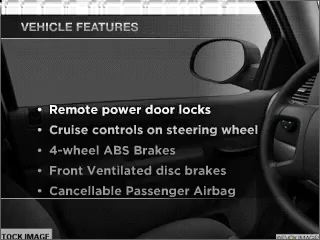 VEHICLE FEATURES
• Remote power door locks
• Cruise controls on steering wheel
• 4-wheel ABS Brakes
• Front Ventilated disc brakes
• Cancellable Passenger Airbag
TOCK IMAGE